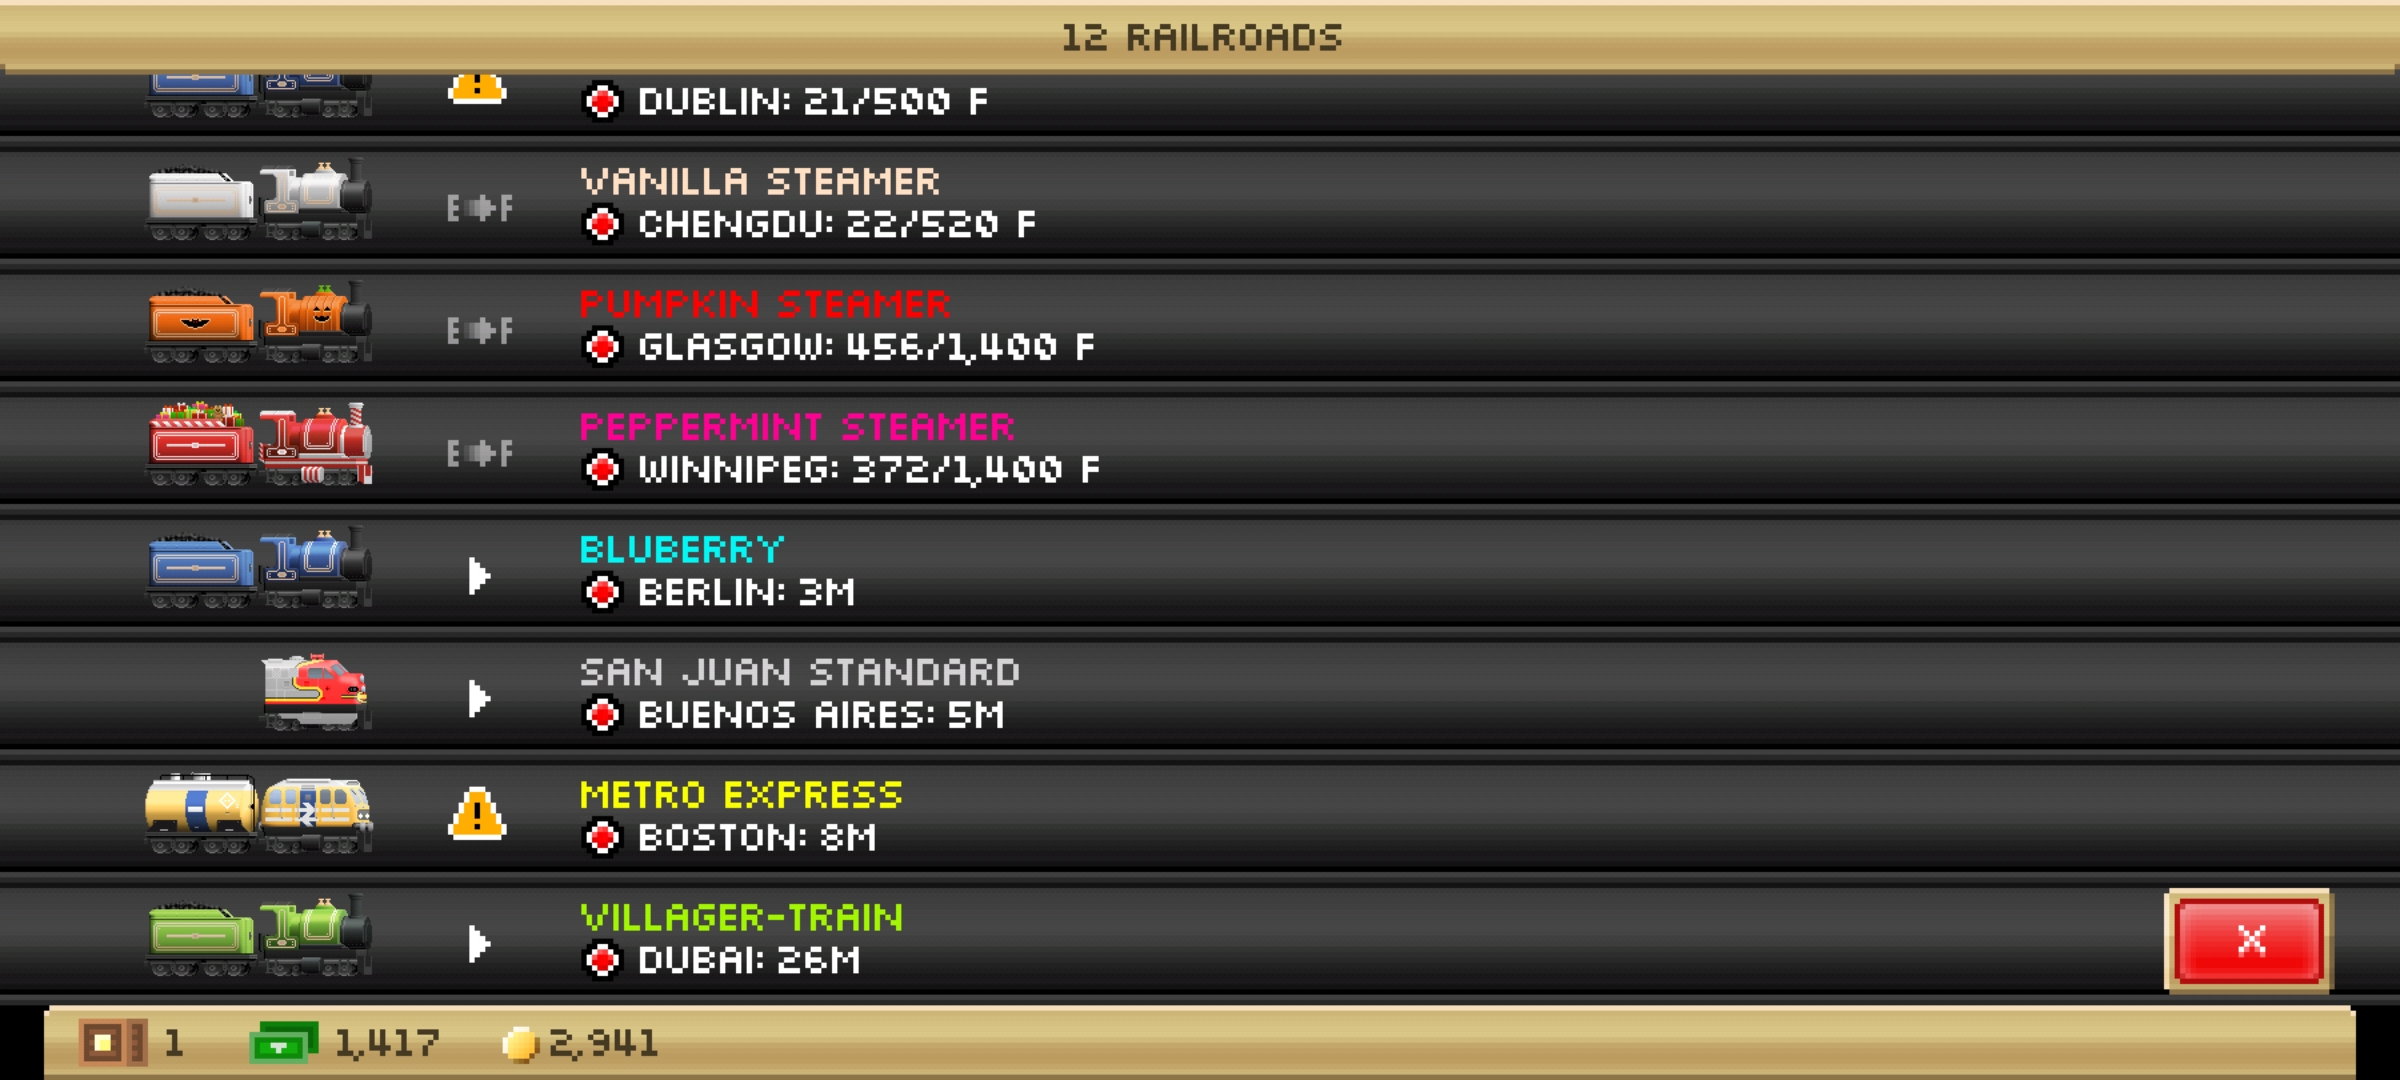 12 RAILROADS
DUBLIN: 21/500 F
VANILLA STEAMER
E F
CHENGDU: 22/520 F
PUMPKIN STEAMER
E F
GLASGOW: 456/1,400 F
PEPPERMINT STEAMER
E F
WINNIPEG: 372/1,400 F
BLUBERRY
BERLIN: 3M
SAN JUAN STANDARD
BUENOS AIRES: 5M
METRO EXPRESS
BOSTON: 8M
VILLAGER-TRAIN
DUBAI: 26M
X
1 1,417 2,941